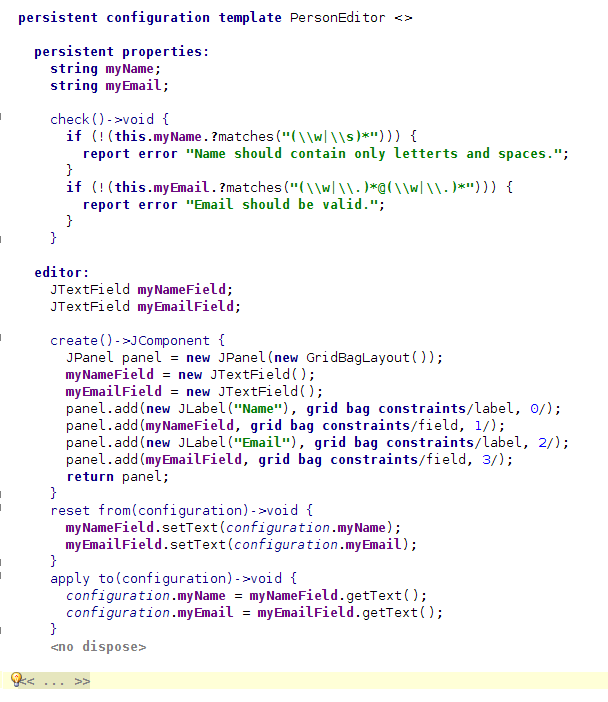 persistent configuration template PersonEditor <>
persistent properties:
string myName;
string myEmail;
check()->void {
if (!(this.myName.?matches("(\\w|\\s)*"))) {
report error "Name should contain only letterts and spaces.";
}
if (!(this.myEmail.?matches("(\\w|\\.)*@(\\w|\\.)*"))) {
report error "Email should be valid.";
}
}
editor:
JTextField myNameField;
JTextField myEmailField;
create()->JComponent {
JPanel panel = new JPanel(new GridBagLayout());
myNameField = new JTextField();
myEmailField = new JTextField();
panel.add(new JLabel("Name"), grid bag constraints/label, 0/);
panel.add(myNameField, grid bag constraints/field, 1/);
panel.add(new JLabel("Email"), grid bag constraints/label, 2/);
panel.add(myEmailField, grid bag constraints/field, 3/);
return panel;
}
reset from(configuration)->void {
myNameField.setText(configuration.myName);
myEmailField.setText(configuration.myEmail);
}
apply to(configuration)->void {
configuration.myName = myNameField.getText();
configuration.myEmail = myEmailField.getText();
}
<no dispose>
<< ... >>